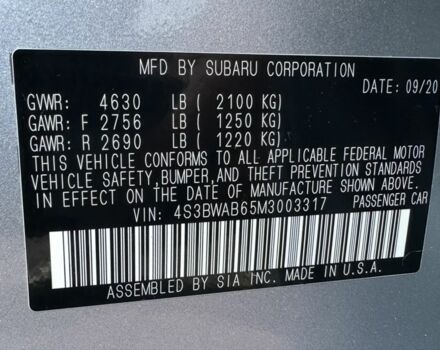 MFD BY SUBARU CORPORATION
DATE: 09/20
GVWR: 4630 LB ( 2100 KG)
GAWR: F 2756 LB ( 1250 KG)
GAWR: R 2690 LB ( 1220 KG)
THIS VEHICLE CONFORMS TO ALL APPLICABLE FEDERAL MOTOR
VEHICLE SAFETY, BUMPER, AND THEFT PREVENTION STANDARDS
IN EFFECT ON THE DATE OF MANUFACTURE SHOWN ABOVE.
VIN: 4S3BWAB65M3003317 PASSENGER CAR
ASSEMBLED BY SIA INC. MADE IN U.S.A.